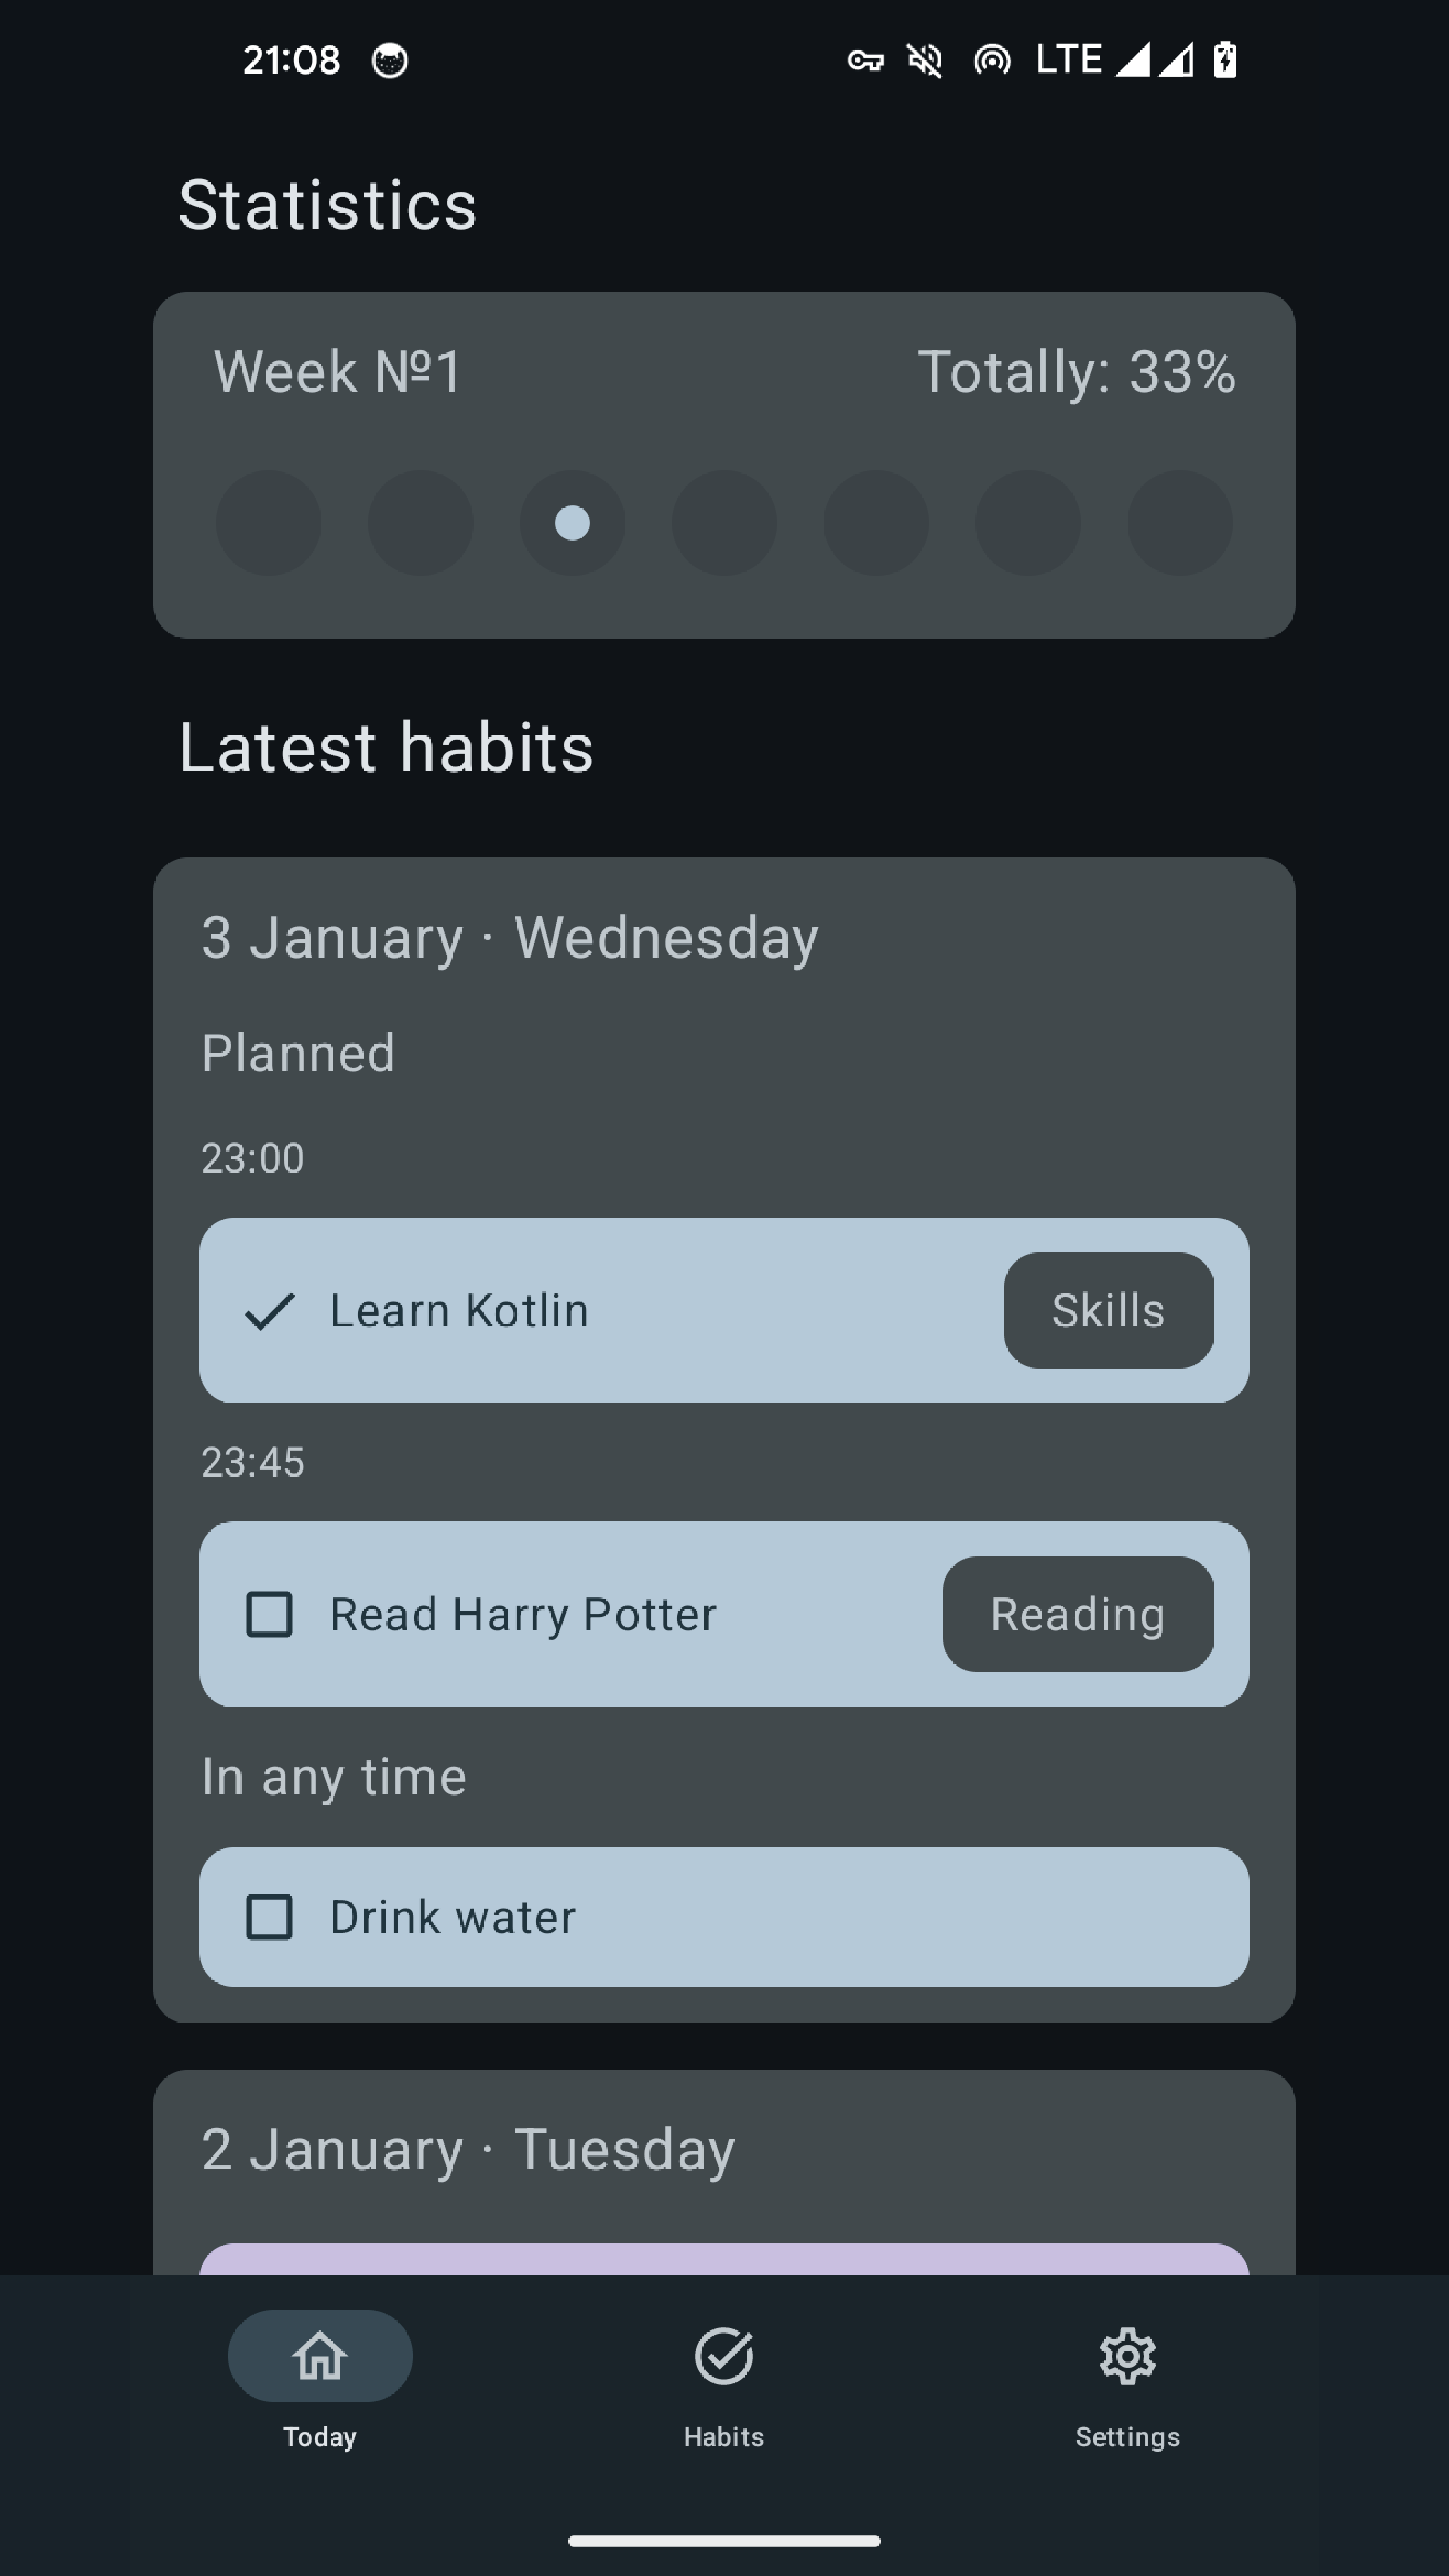 21:08 LTE
Statistics
Week №1 Totally: 33%
Latest habits
3 January · Wednesday
Planned
23:00
Learn Kotlin Skills
23:45
Read Harry Potter Reading
In any time
Drink water
2 January · Tuesday
Today Habits Settings